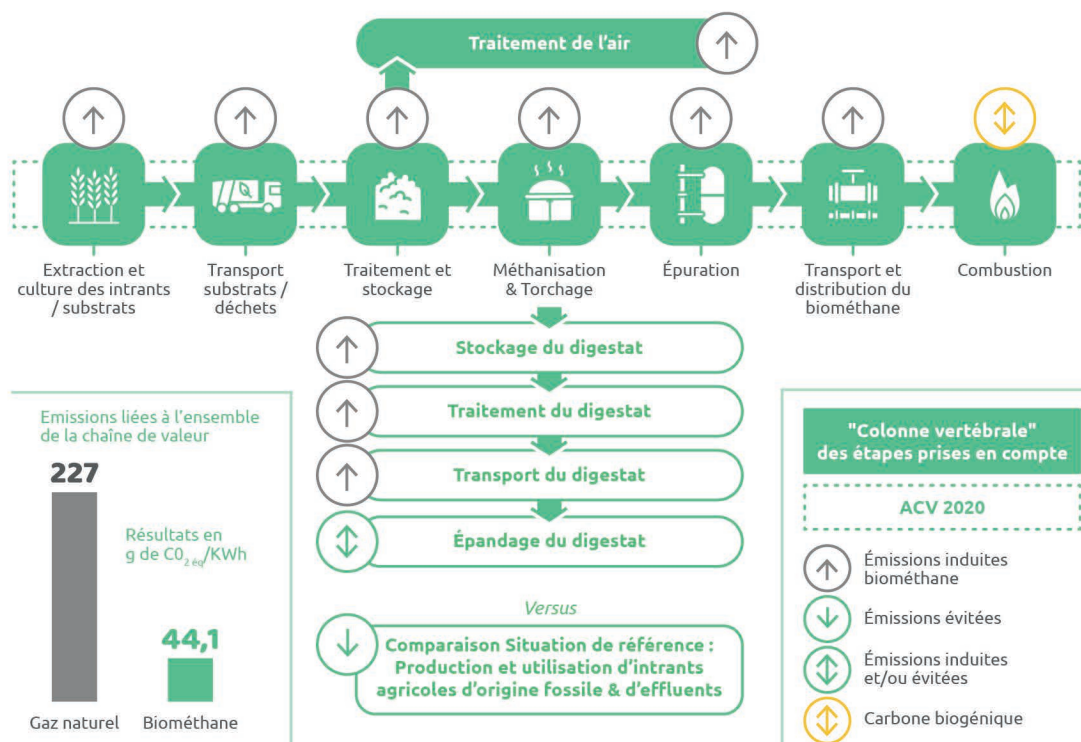 Traitement de l'air
Extraction et
culture des intrants
/ substrats
Transport
substrats /
déchets
Traitement et
stockage
Méthanisation
& Torchage
Épuration
Transport et
distribution du
biométhane
Combustion
Stockage du digestat
Traitement du digestat
Transport du digestat
Épandage du digestat
Versus
Comparaison Situation de référence :
Production et utilisation d'intrants
agricoles d'origine fossile & d'effluents
Emissions liées à l'ensemble
de la chaîne de valeur
227
Résultats en
g de C0₂ éq/KWh
44,1
Gaz naturel
Biométhane
"Colonne vertébrale"
des étapes prises en compte
ACV 2020
Émissions induites
biométhane
Émissions évitées
Émissions induites
et/ou évitées
Carbone biogénique